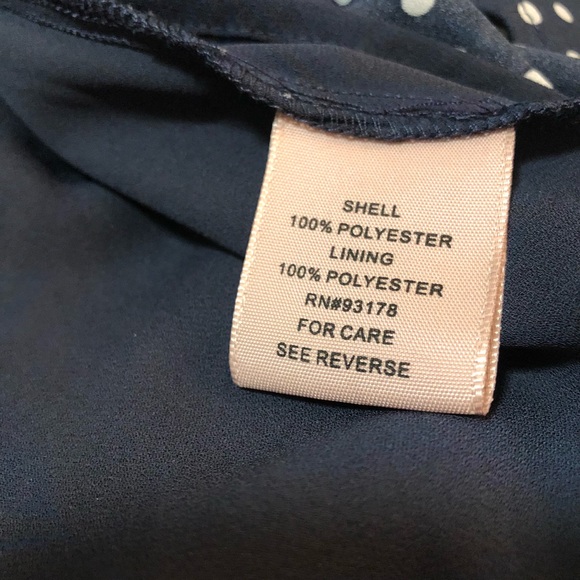 SHELL
100% POLYESTER
LINING
100% POLYESTER
RN#93178
FOR CARE
SEE REVERSE